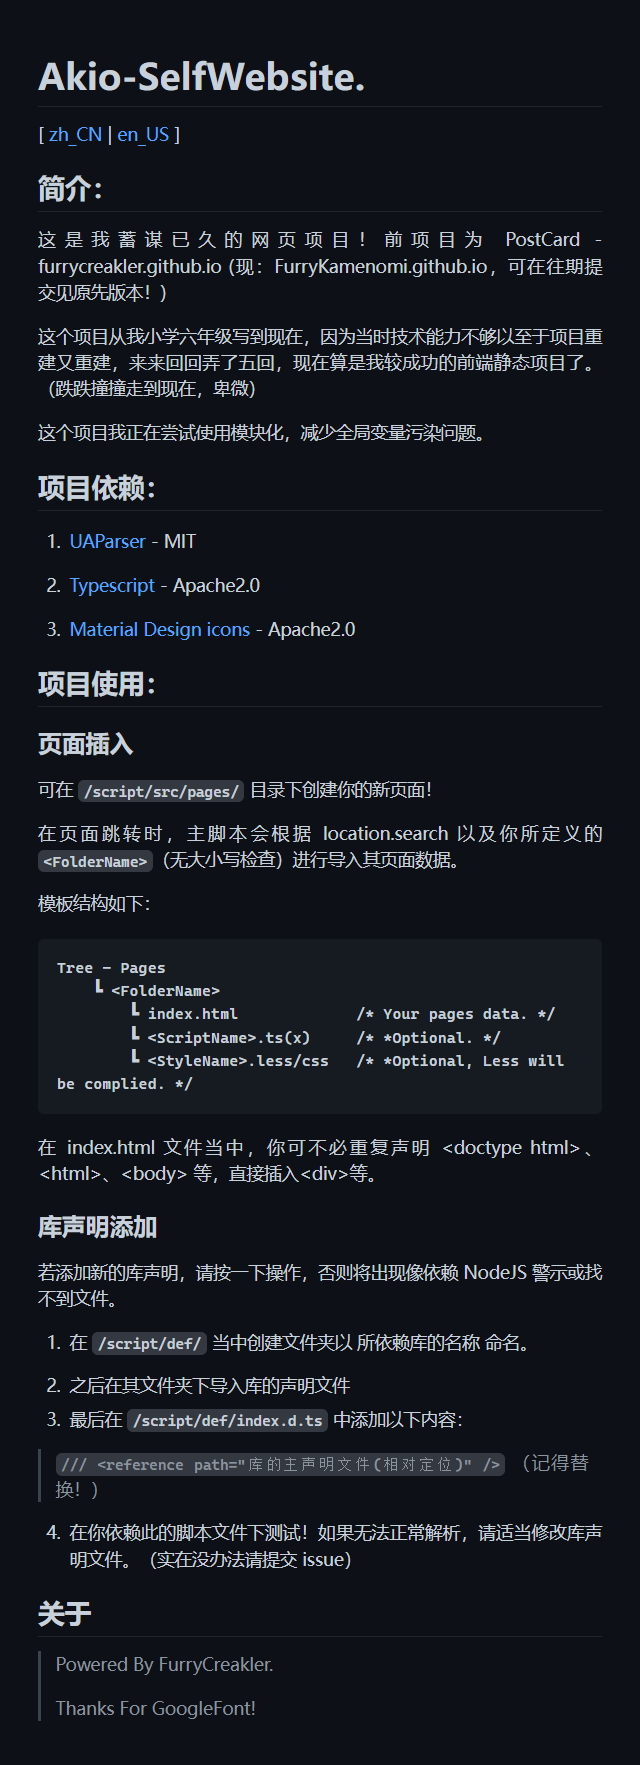 Akio-SelfWebsite.
[ zh_CN | en_US ]
简介：
这是我蓄谋已久的网页项目！前项目为 PostCard -
furrycreakler.github.io (现：FurryKamenomi.github.io，可在往期提
交见原先版本！)
这个项目从我小学六年级写到现在，因为当时技术能力不够以至于项目重
建又重建，来来回回弄了五回，现在算是我较成功的前端静态项目了。
（跌跌撞撞走到现在，卑微）
这个项目我正在尝试使用模块化，减少全局变量污染问题。
项目依赖：
1. UAParser - MIT
2. Typescript - Apache2.0
3. Material Design icons - Apache2.0
项目使用：
页面插入
可在 /script/src/pages/ 目录下创建你的新页面！
在页面跳转时，主脚本会根据 location.search 以及你所定义的
<FolderName>（无大小写检查）进行导入其页面数据。
模板结构如下：
Tree - Pages
┗ <FolderName>
┗ index.html /* Your pages data. */
┗ <ScriptName>.ts(x) /* *Optional. */
┗ <StyleName>.less/css /* *Optional, Less will
be complied. */
在 index.html 文件当中，你可不必重复声明 <doctype html>、
<html>、<body> 等，直接插入<div>等。
库声明添加
若添加新的库声明，请按一下操作，否则将出现像依赖 NodeJS 警示或找
不到文件。
1. 在 /script/def/ 当中创建文件夹以 所依赖库的名称 命名。
2. 之后在其文件夹下导入库的声明文件
3. 最后在 /script/def/index.d.ts 中添加以下内容：
/// <reference path="库的主声明文件(相对定位)" /> （记得替
换！）
4. 在你依赖此的脚本文件下测试！如果无法正常解析，请适当修改库声
明文件。（实在没办法请提交 issue）
关于
Powered By FurryCreakler.
Thanks For GoogleFont!